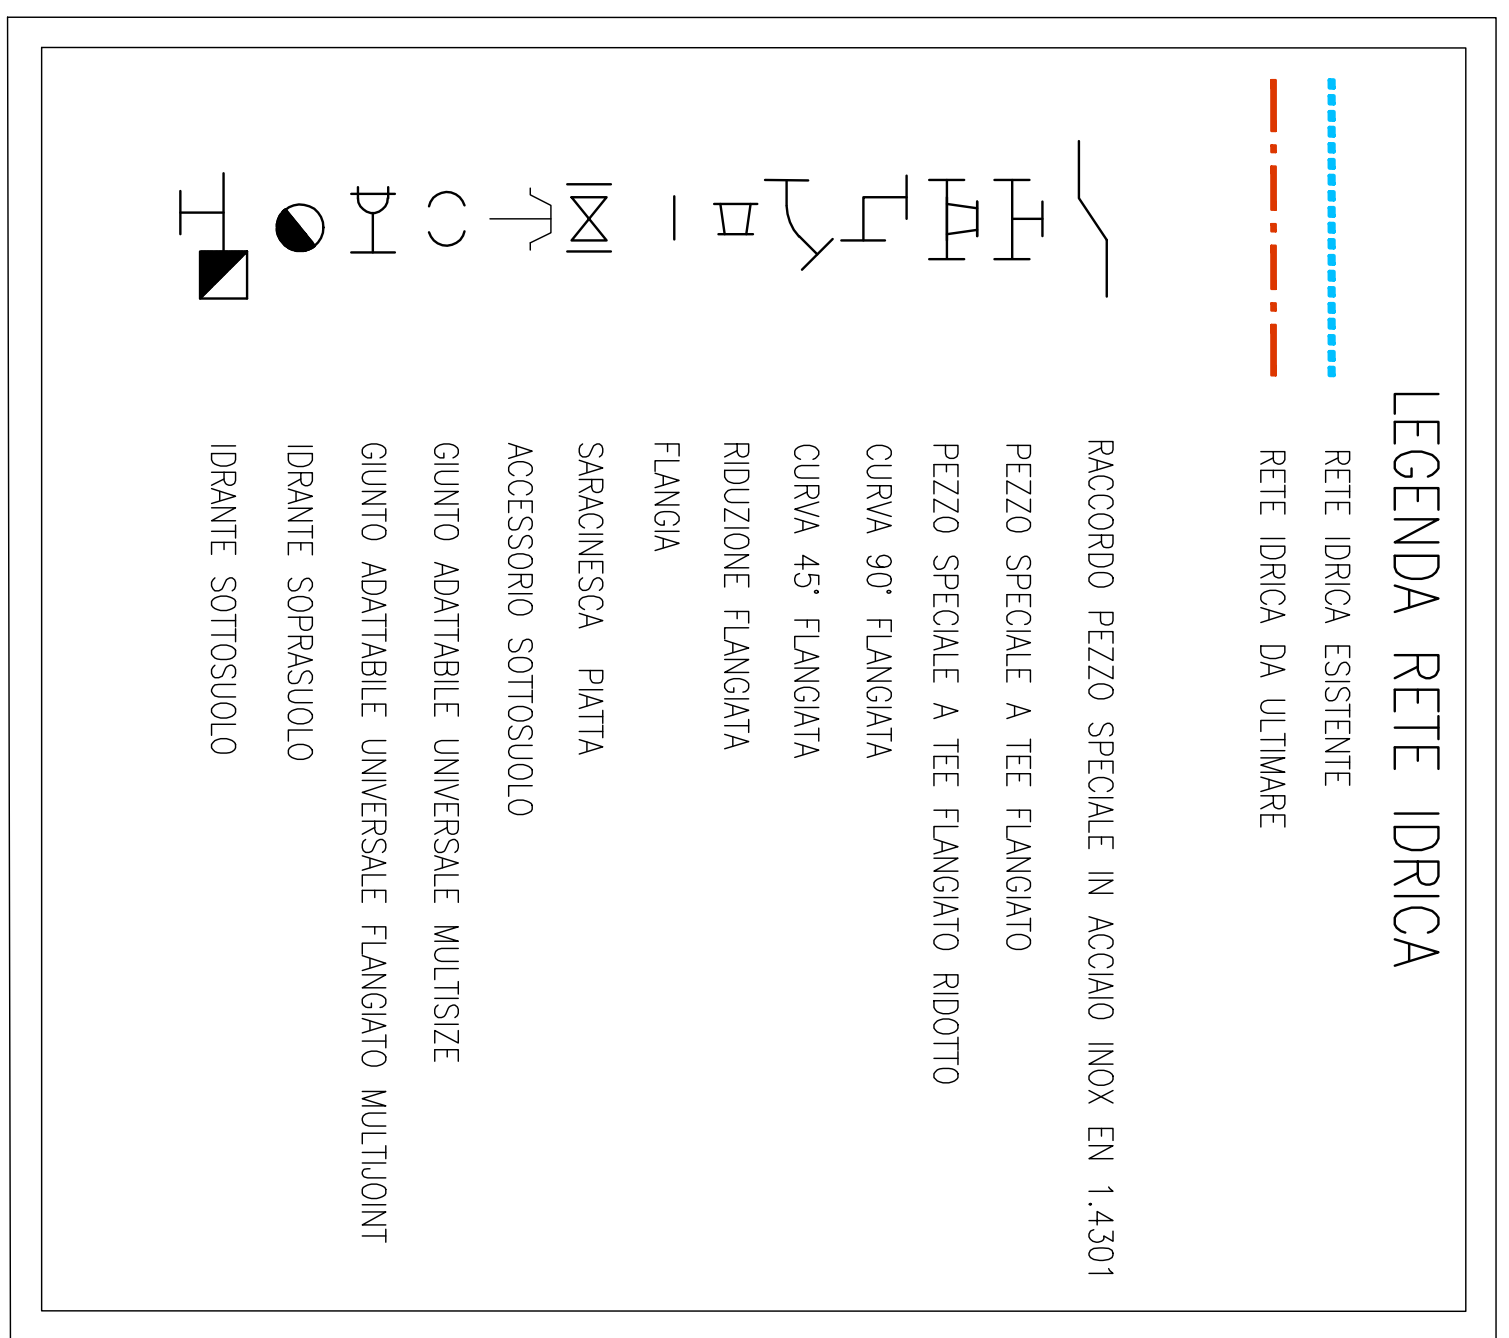 LEGENDA RETE IDRICA
RETE IDRICA ESISTENTE
RETE IDRICA DA ULTIMARE
RACCORDO PEZZO SPECIALE IN ACCIAIO INOX EN 1.4301
PEZZO SPECIALE A TEE FLANGIATO
PEZZO SPECIALE A TEE FLANGIATO RIDOTTO
CURVA 90° FLANGIATA
CURVA 45° FLANGIATA
RIDUZIONE FLANGIATA
FLANGIA
SARACINESCA PIATTA
ACCESSORIO SOTTOSUOLO
GIUNTO ADATTABILE UNIVERSALE MULTISIZE
GIUNTO ADATTABILE UNIVERSALE FLANGIATO MULTIJOINT
IDRANTE SOPRASUOLO
IDRANTE SOTTOSUOLO